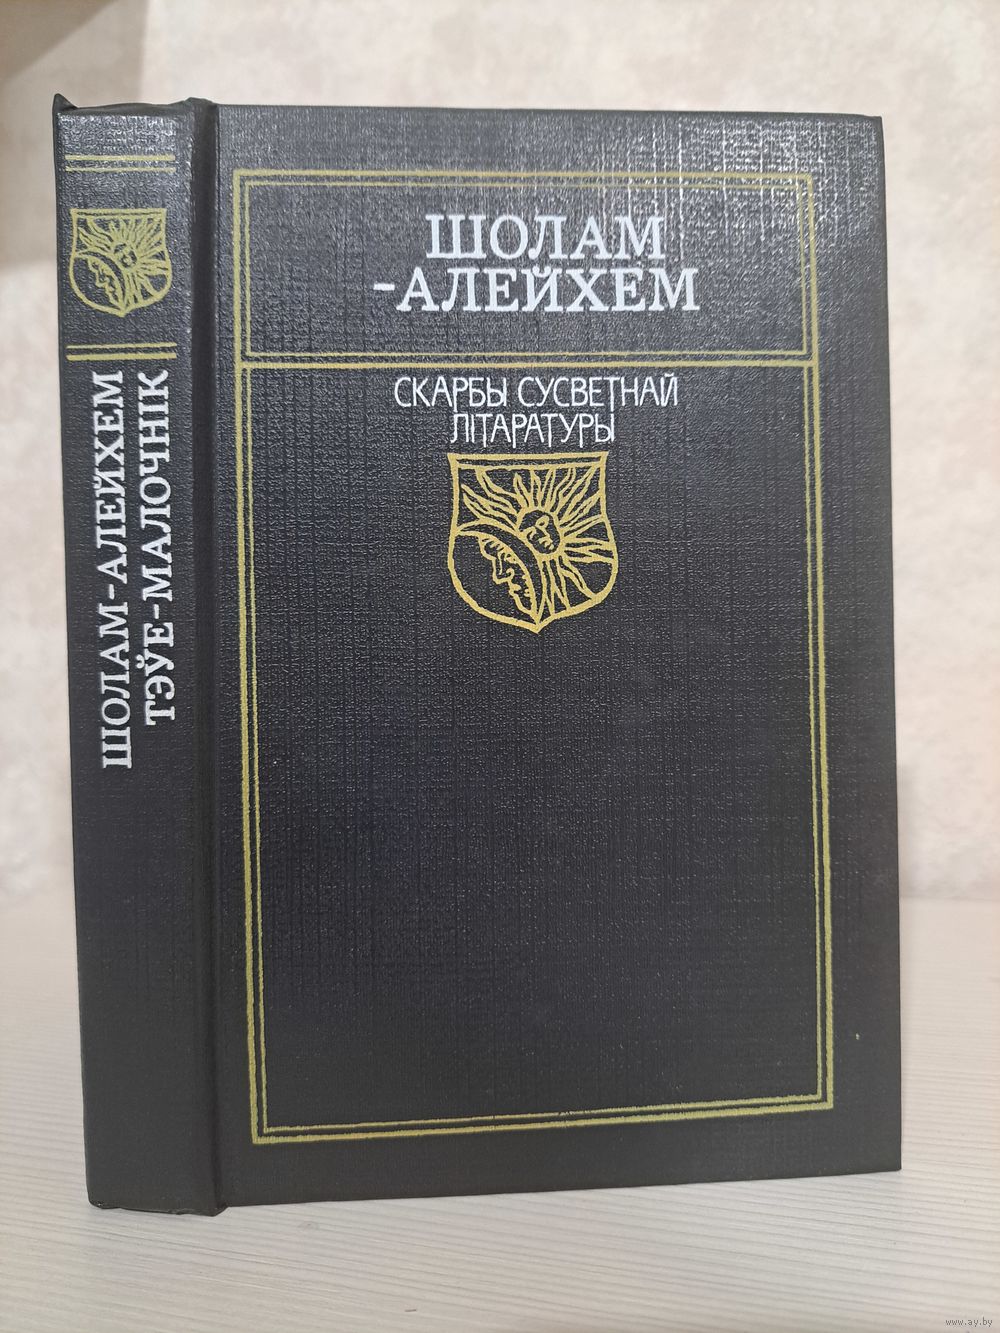 ШОЛАМ
-АЛЕЙХЕМ
СКАРБЫ СУСВЕТНАЙ
ЛІТАРАТУРЫ
ШОЛАМ-АЛЕЙХЕМ
ТЭЎЕ-МАЛОЧНІК
www.ay.by